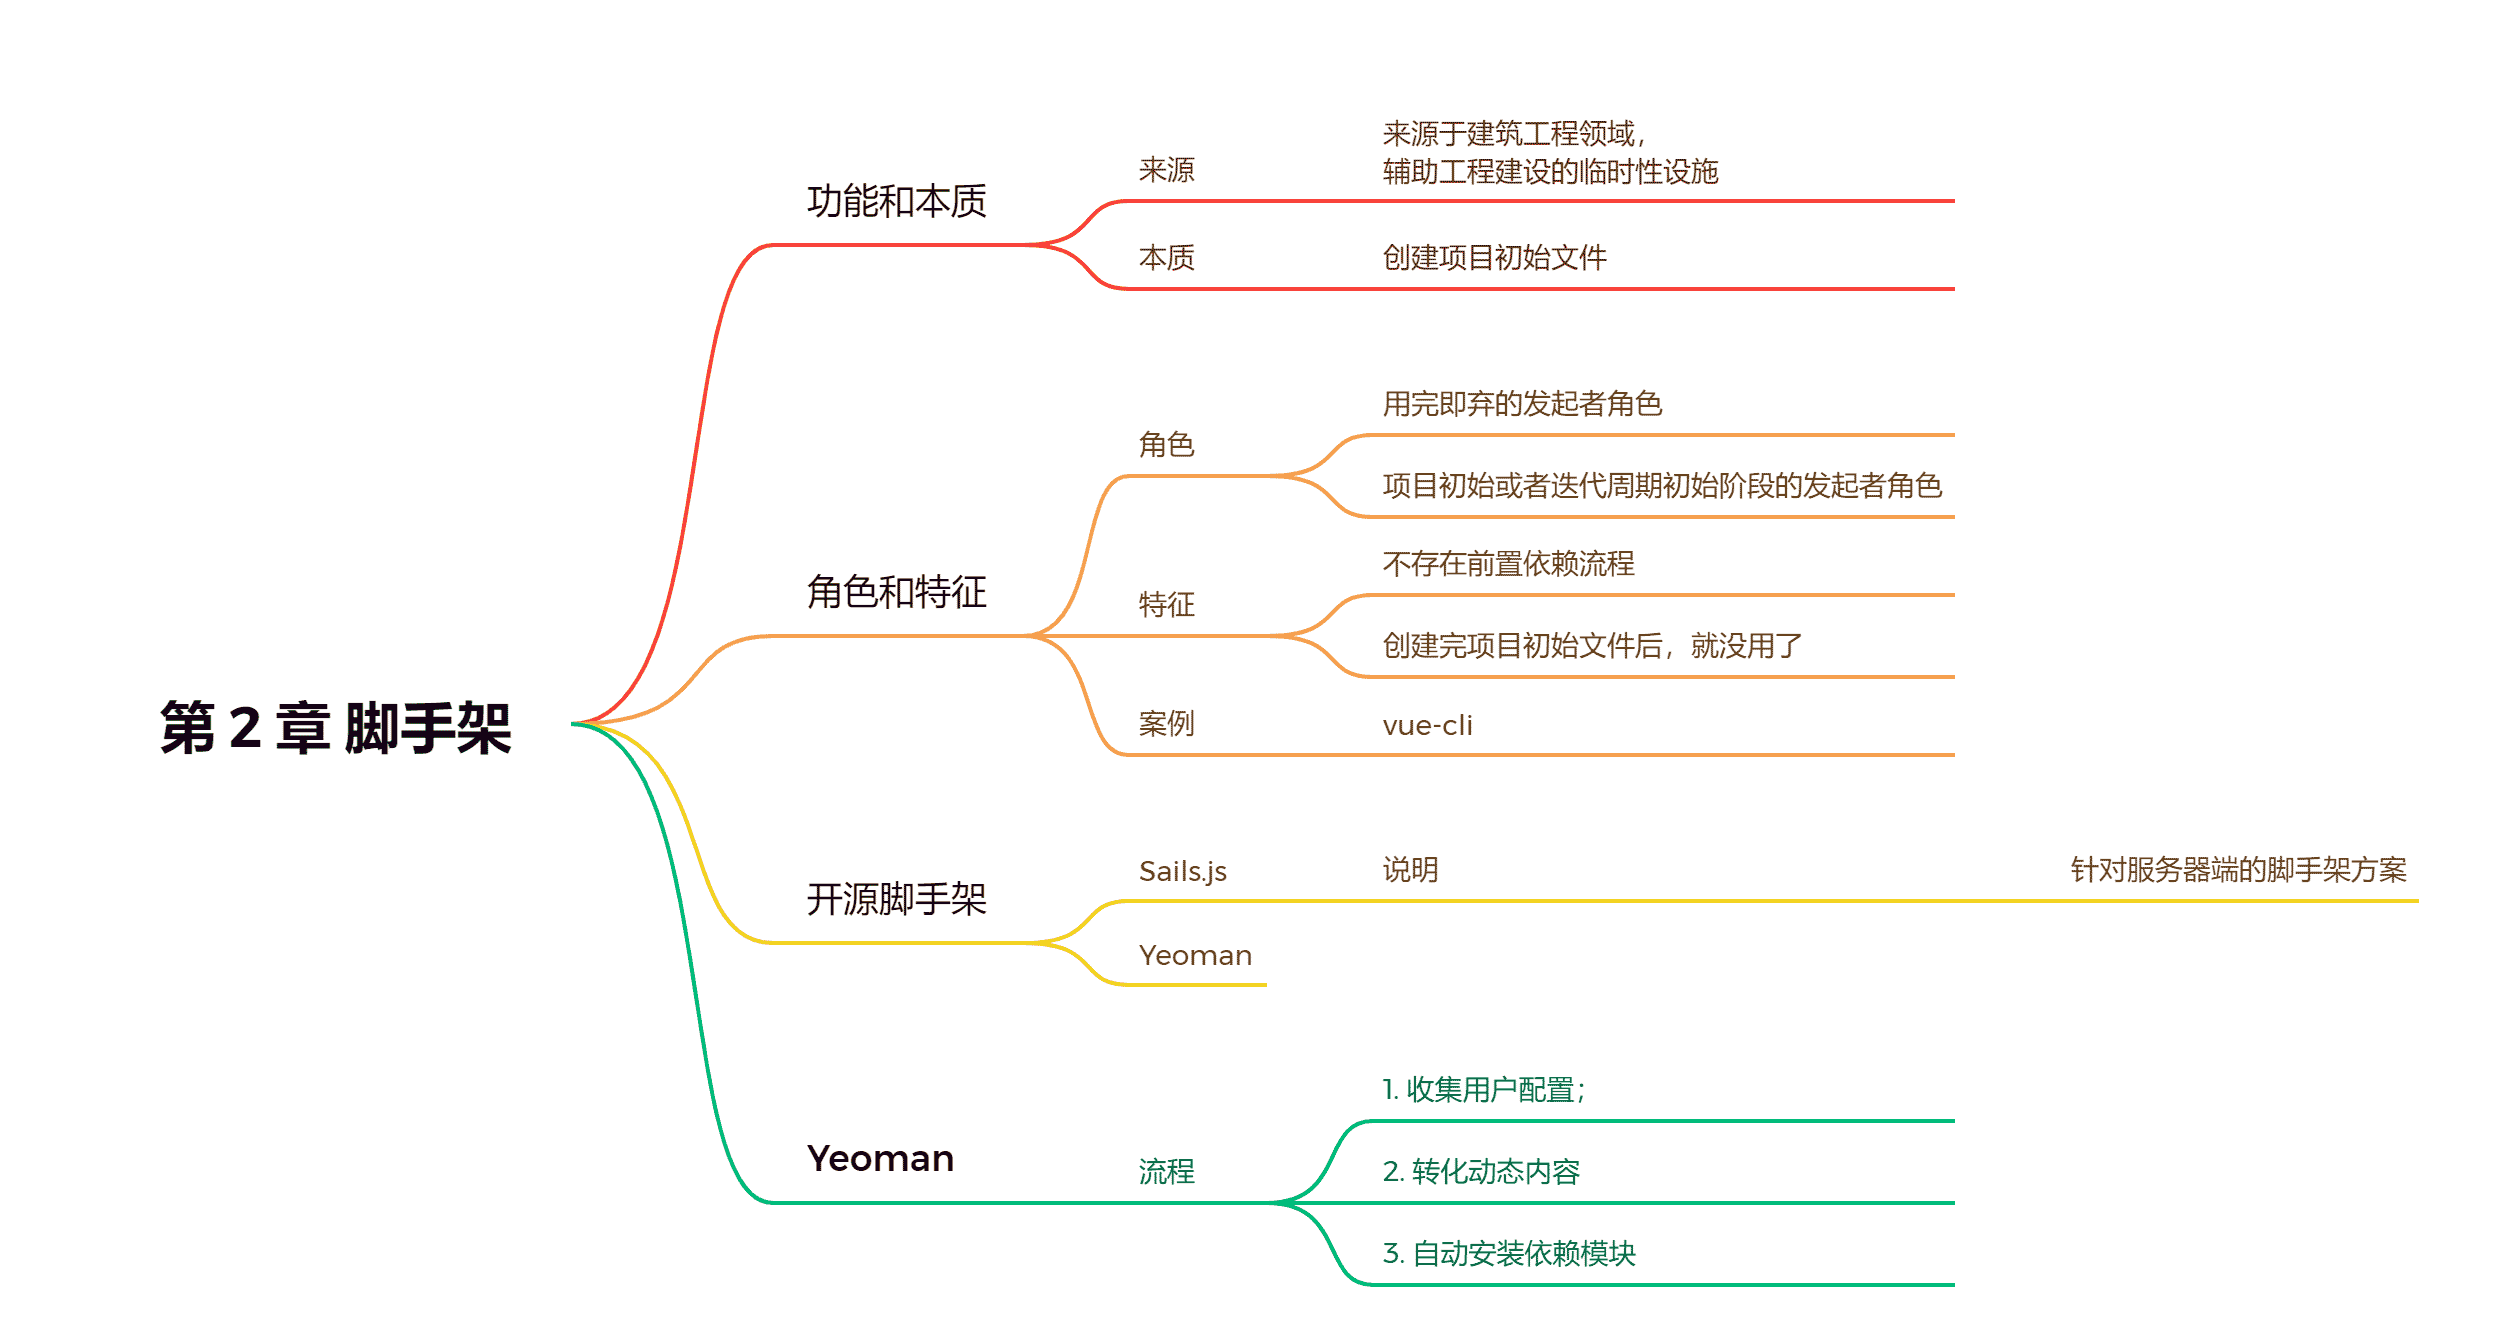 第 2 章 脚手架
功能和本质
来源
来源于建筑工程领域，
辅助工程建设的临时性设施
本质
创建项目初始文件
角色和特征
角色
用完即弃的发起者角色
项目初始或者迭代周期初始阶段的发起者角色
特征
不存在前置依赖流程
创建完项目初始文件后，就没用了
案例
vue-cli
开源脚手架
Sails.js
说明
针对服务器端的脚手架方案
Yeoman
Yeoman
流程
1. 收集用户配置；
2. 转化动态内容
3. 自动安装依赖模块